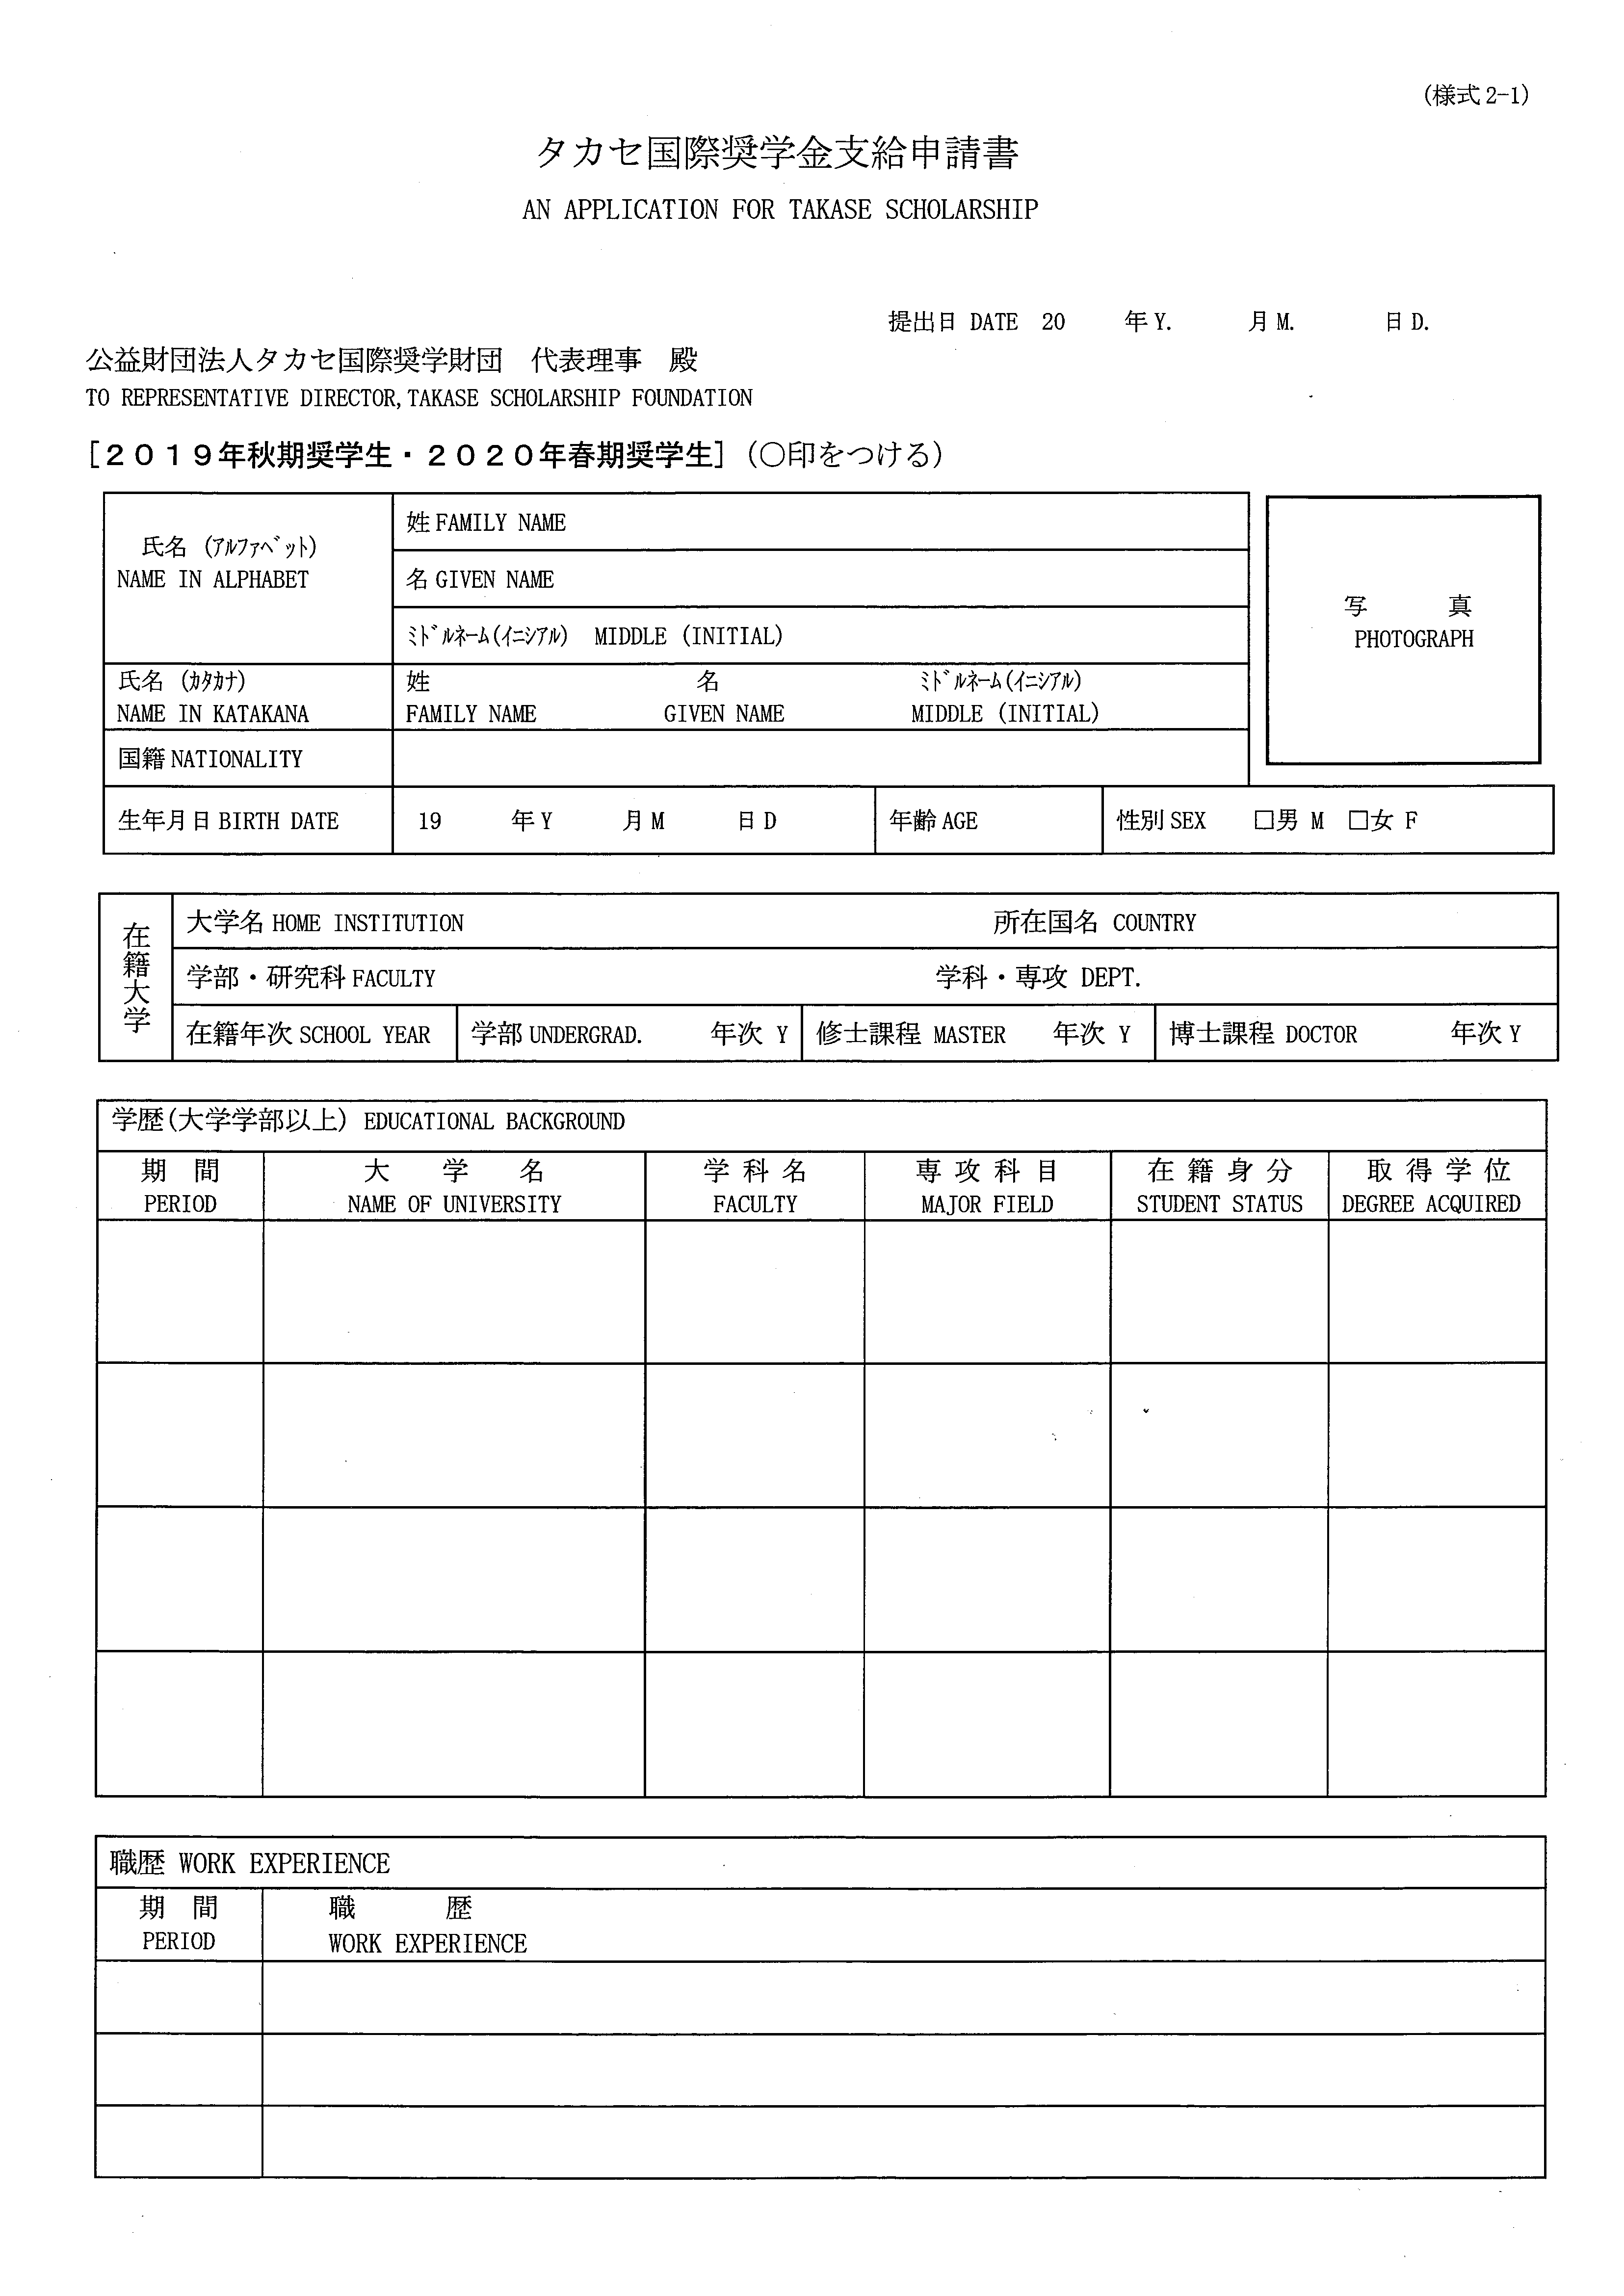 (様式2-1)
タカセ国際奨学金支給申請書
AN APPLICATION FOR TAKASE SCHOLARSHIP
提出日 DATE 20 年Y. 月M. 日D.
公益財団法人タカセ国際奨学財団 代表理事 殿
TO REPRESENTATIVE DIRECTOR, TAKASE SCHOLARSHIP FOUNDATION
[２０１９年秋期奨学生・２０２０年春期奨学生] (○印をつける)
氏名 (ｱﾙﾌｧﾍﾞｯﾄ)
NAME IN ALPHABET
姓 FAMILY NAME
名 GIVEN NAME
ﾐﾄﾞﾙﾈｰﾑ(ｲﾆｼｱﾙ) MIDDLE (INITIAL)
写 真
PHOTOGRAPH
氏名 (ｶﾀｶﾅ)
NAME IN KATAKANA
姓 名 ﾐﾄﾞﾙﾈｰﾑ(ｲﾆｼｱﾙ)
FAMILY NAME GIVEN NAME MIDDLE (INITIAL)
国籍 NATIONALITY
生年月日 BIRTH DATE 19 年Y 月M 日D 年齢 AGE 性別 SEX □男 M □女 F
在籍大学
大学名 HOME INSTITUTION 所在国名 COUNTRY
学部・研究科 FACULTY 学科・専攻 DEPT.
在籍年次 SCHOOL YEAR 学部 UNDERGRAD. 年次 Y 修士課程 MASTER 年次 Y 博士課程 DOCTOR 年次 Y
学歴(大学学部以上) EDUCATIONAL BACKGROUND
期 間 大 学 名 学 科 名 専 攻 科 目 在 籍 身 分 取 得 学 位
PERIOD NAME OF UNIVERSITY FACULTY MAJOR FIELD STUDENT STATUS DEGREE ACQUIRED
職歴 WORK EXPERIENCE
期 間 職 歴
PERIOD WORK EXPERIENCE